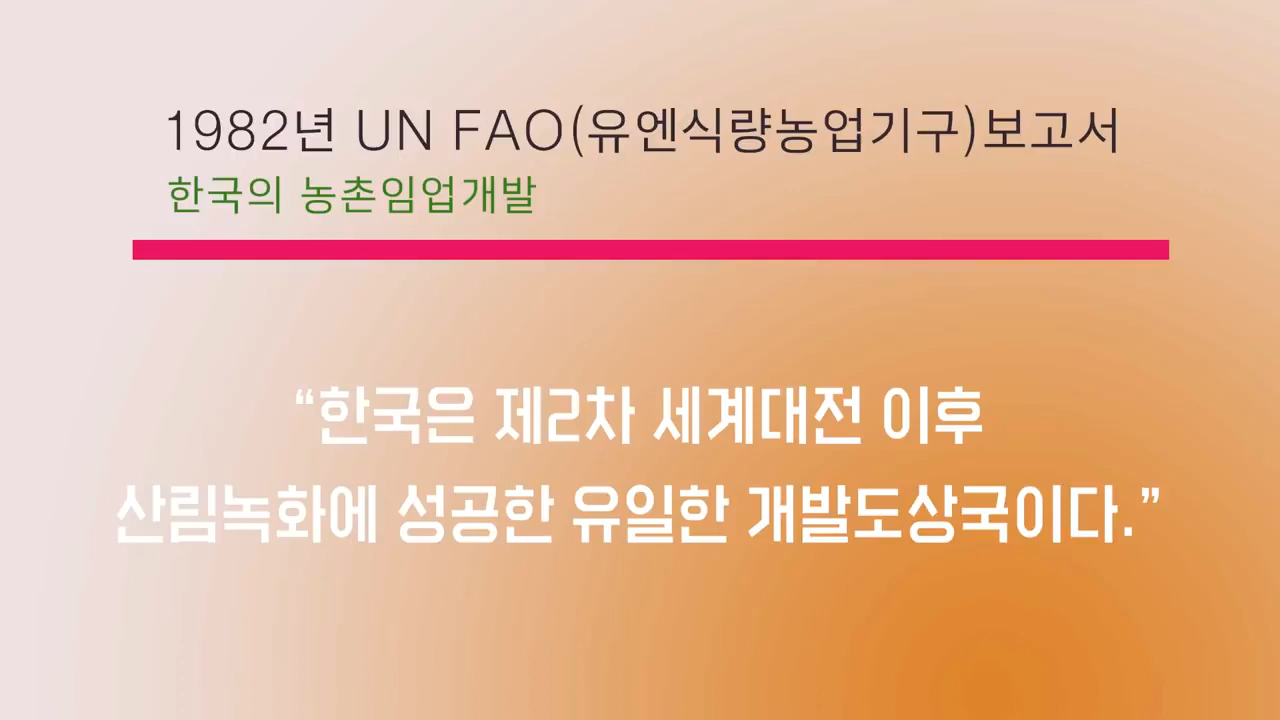 1982년 UN FAO(유엔식량농업기구)보고서
한국의 농촌임업개발
“한국은 제2차 세계대전 이후
산림녹화에 성공한 유일한 개발도상국이다.”